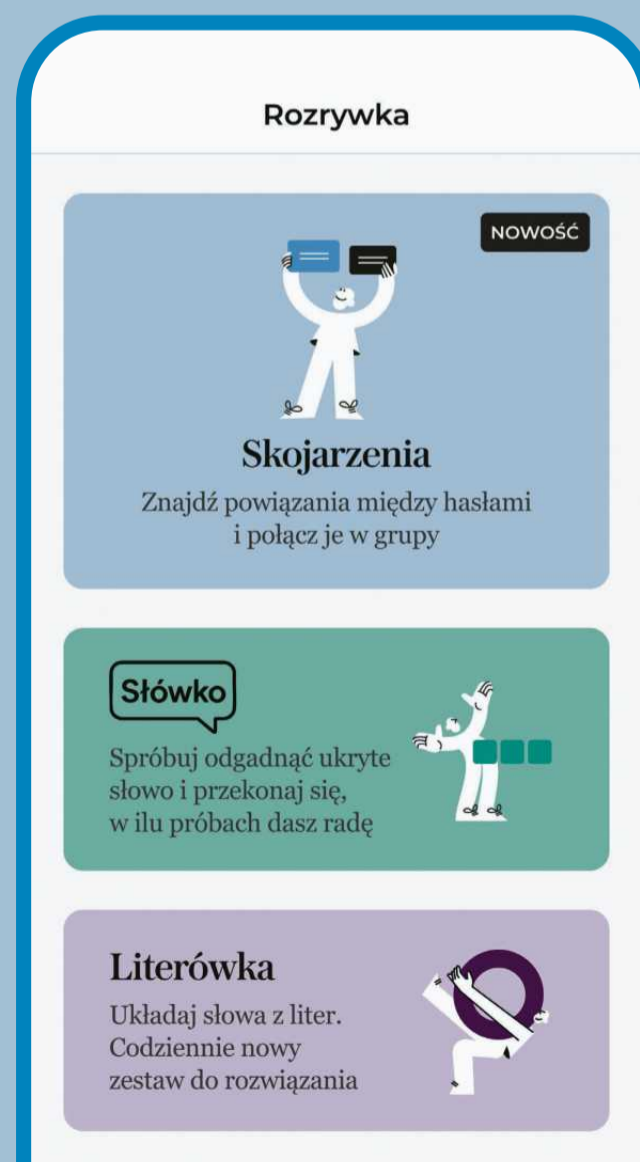 Rozrywka
NOWOŚĆ
Skojarzenia
Znajdź powiązania między hasłami
i połącz je w grupy
Słówko
Spróbuj odgadnąć ukryte
słowo i przekonaj się,
w ilu próbach dasz radę
Literówka
Układaj słowa z liter.
Codziennie nowy
zestaw do rozwiązania